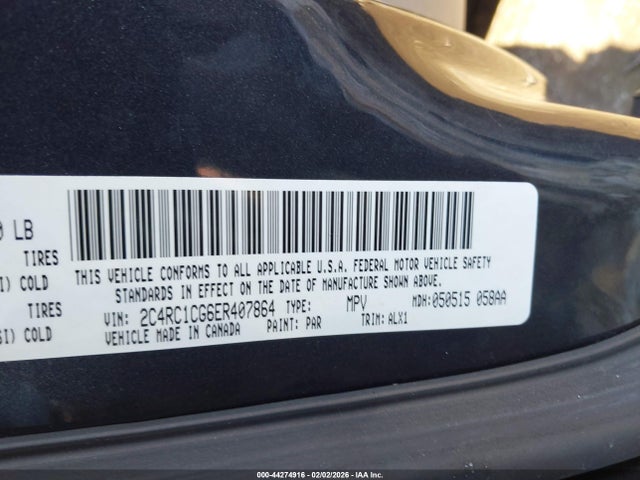 0 LB
TIRES
I) COLD
TIRES
SI) COLD
THIS VEHICLE CONFORMS TO ALL APPLICABLE U.S.A. FEDERAL MOTOR VEHICLE SAFETY
STANDARDS IN EFFECT ON THE DATE OF MANUFACTURE SHOWN ABOVE.
VIN: 2C4RC1CG6ER407864 TYPE: MPV MDH: 050515 058AA
VEHICLE MADE IN CANADA PAINT: PAR TRIM: ALX1
000-44274916 - 02/02/2026 - IAA Inc.